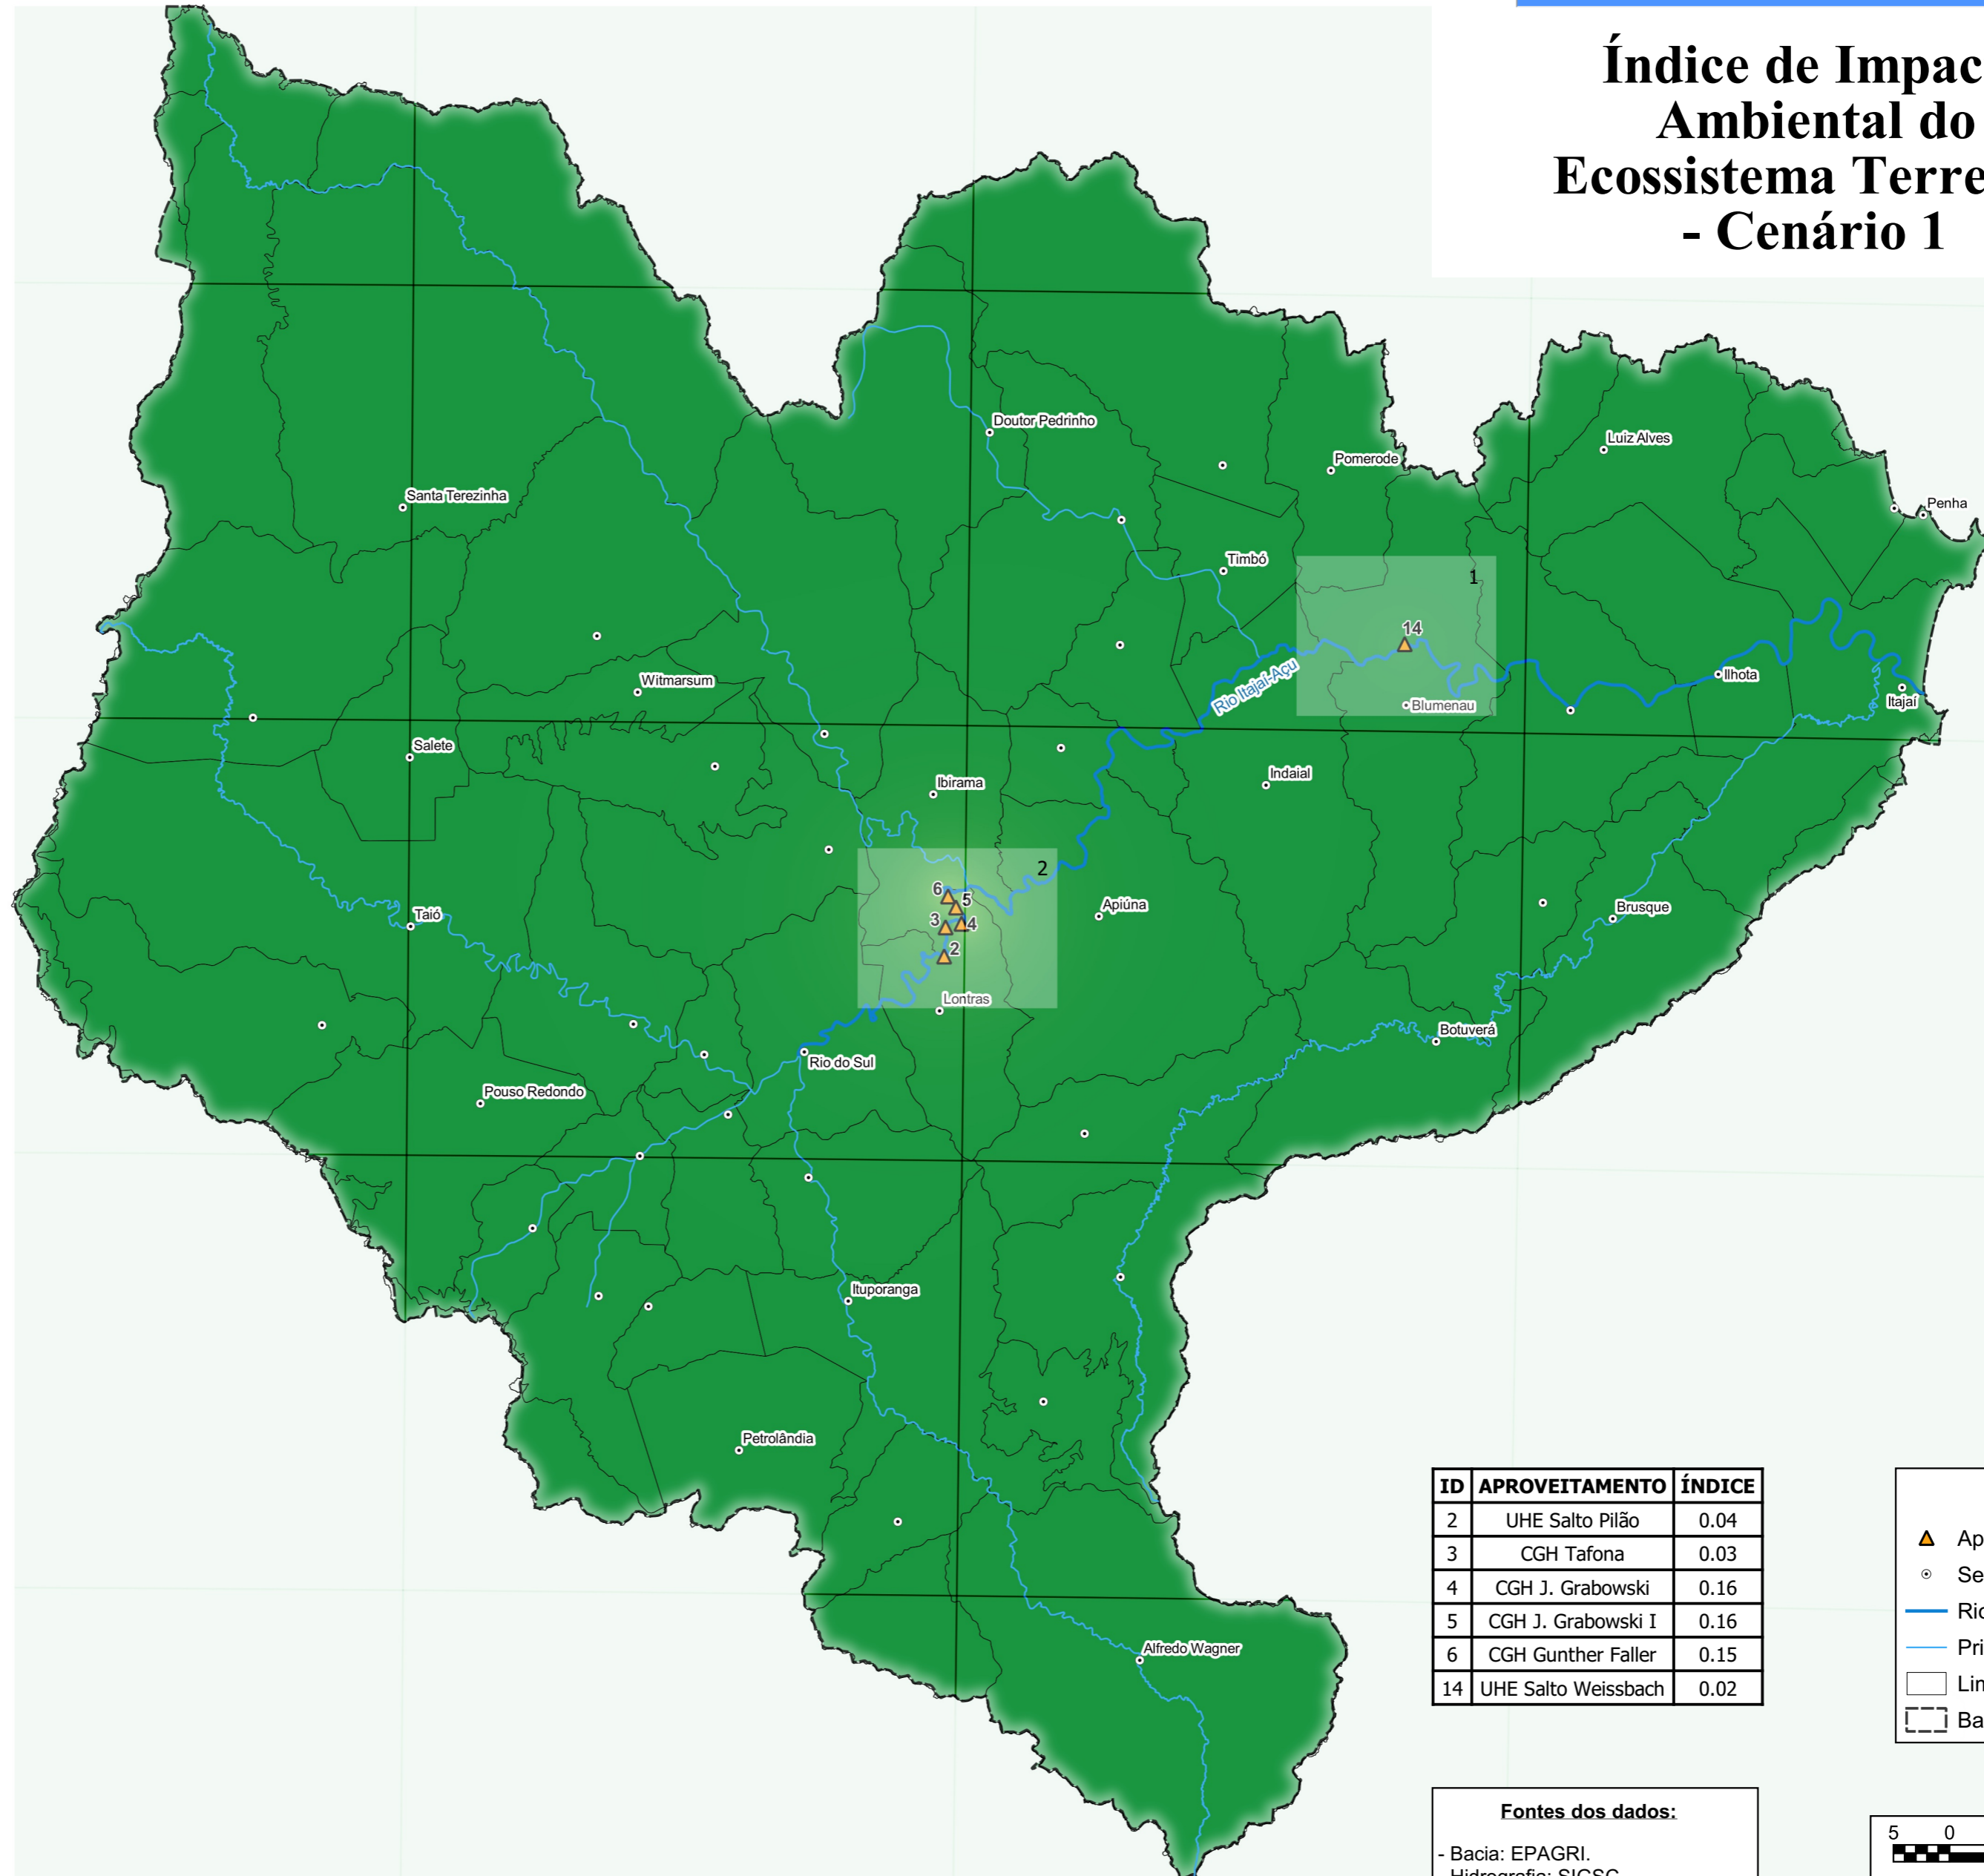 Índice de Impac
Ambiental do
Ecossistema Terre
- Cenário 1
Doutor Pedrinho
Luiz Alves
Pomerode
Santa Terezinha
Penha
Timbó
1
14
Witmarsum
Rio Itajaí-Açu
Ilhota
Blumenau
Itajaí
Salete
Indaial
Ibirama
2
6
5
Apiúna
Brusque
Taió
3
4
2
Lontras
Botuverá
Rio do Sul
Pouso Redondo
Ituporanga
Petrolândia
Alfredo Wagner
ID APROVEITAMENTO ÍNDICE
2 UHE Salto Pilão 0.04
3 CGH Tafona 0.03
4 CGH J. Grabowski 0.16
5 CGH J. Grabowski I 0.16
6 CGH Gunther Faller 0.15
14 UHE Salto Weissbach 0.02
Ap
Se
Rio
Pri
Lin
Ba
Fontes dos dados:
- Bacia: EPAGRI.
- Hidrografia: SIGSC
5 0